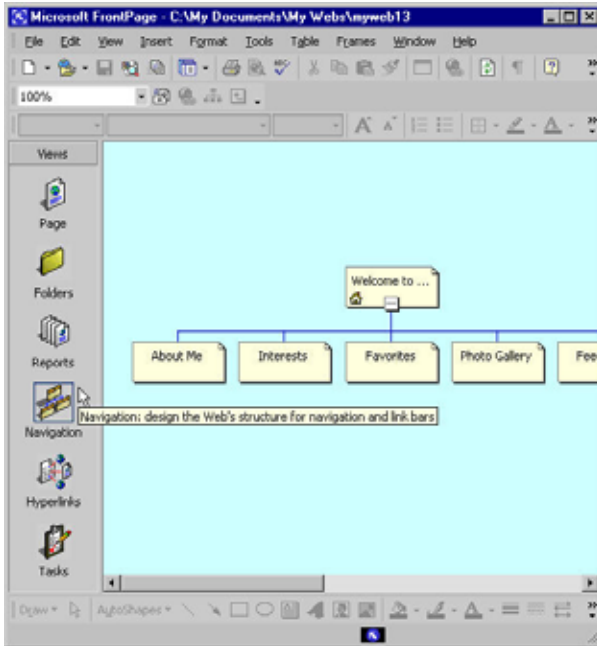 Microsoft FrontPage - C:\My Documents\My Webs\myweb13
File Edit View Insert Format Tools Table Frames Window Help
100%
Views
Page
Folders
Reports
Navigation
Hyperlinks
Tasks
Welcome to ...
About Me Interests Favorites Photo Gallery Fee
Navigation: design the Web's structure for navigation and link bars
Draw AutoShapes